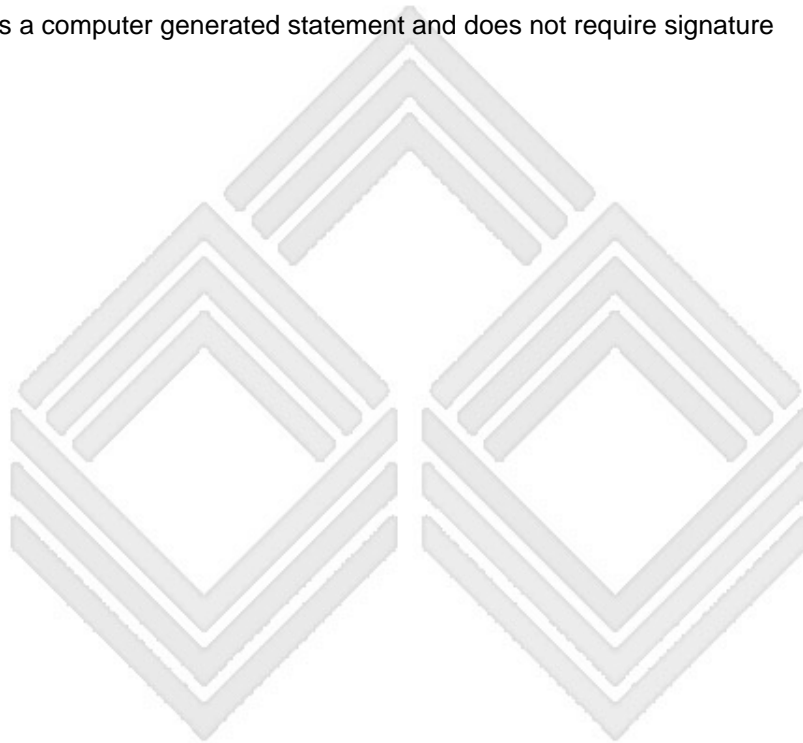 s a computer generated statement and does not require signature